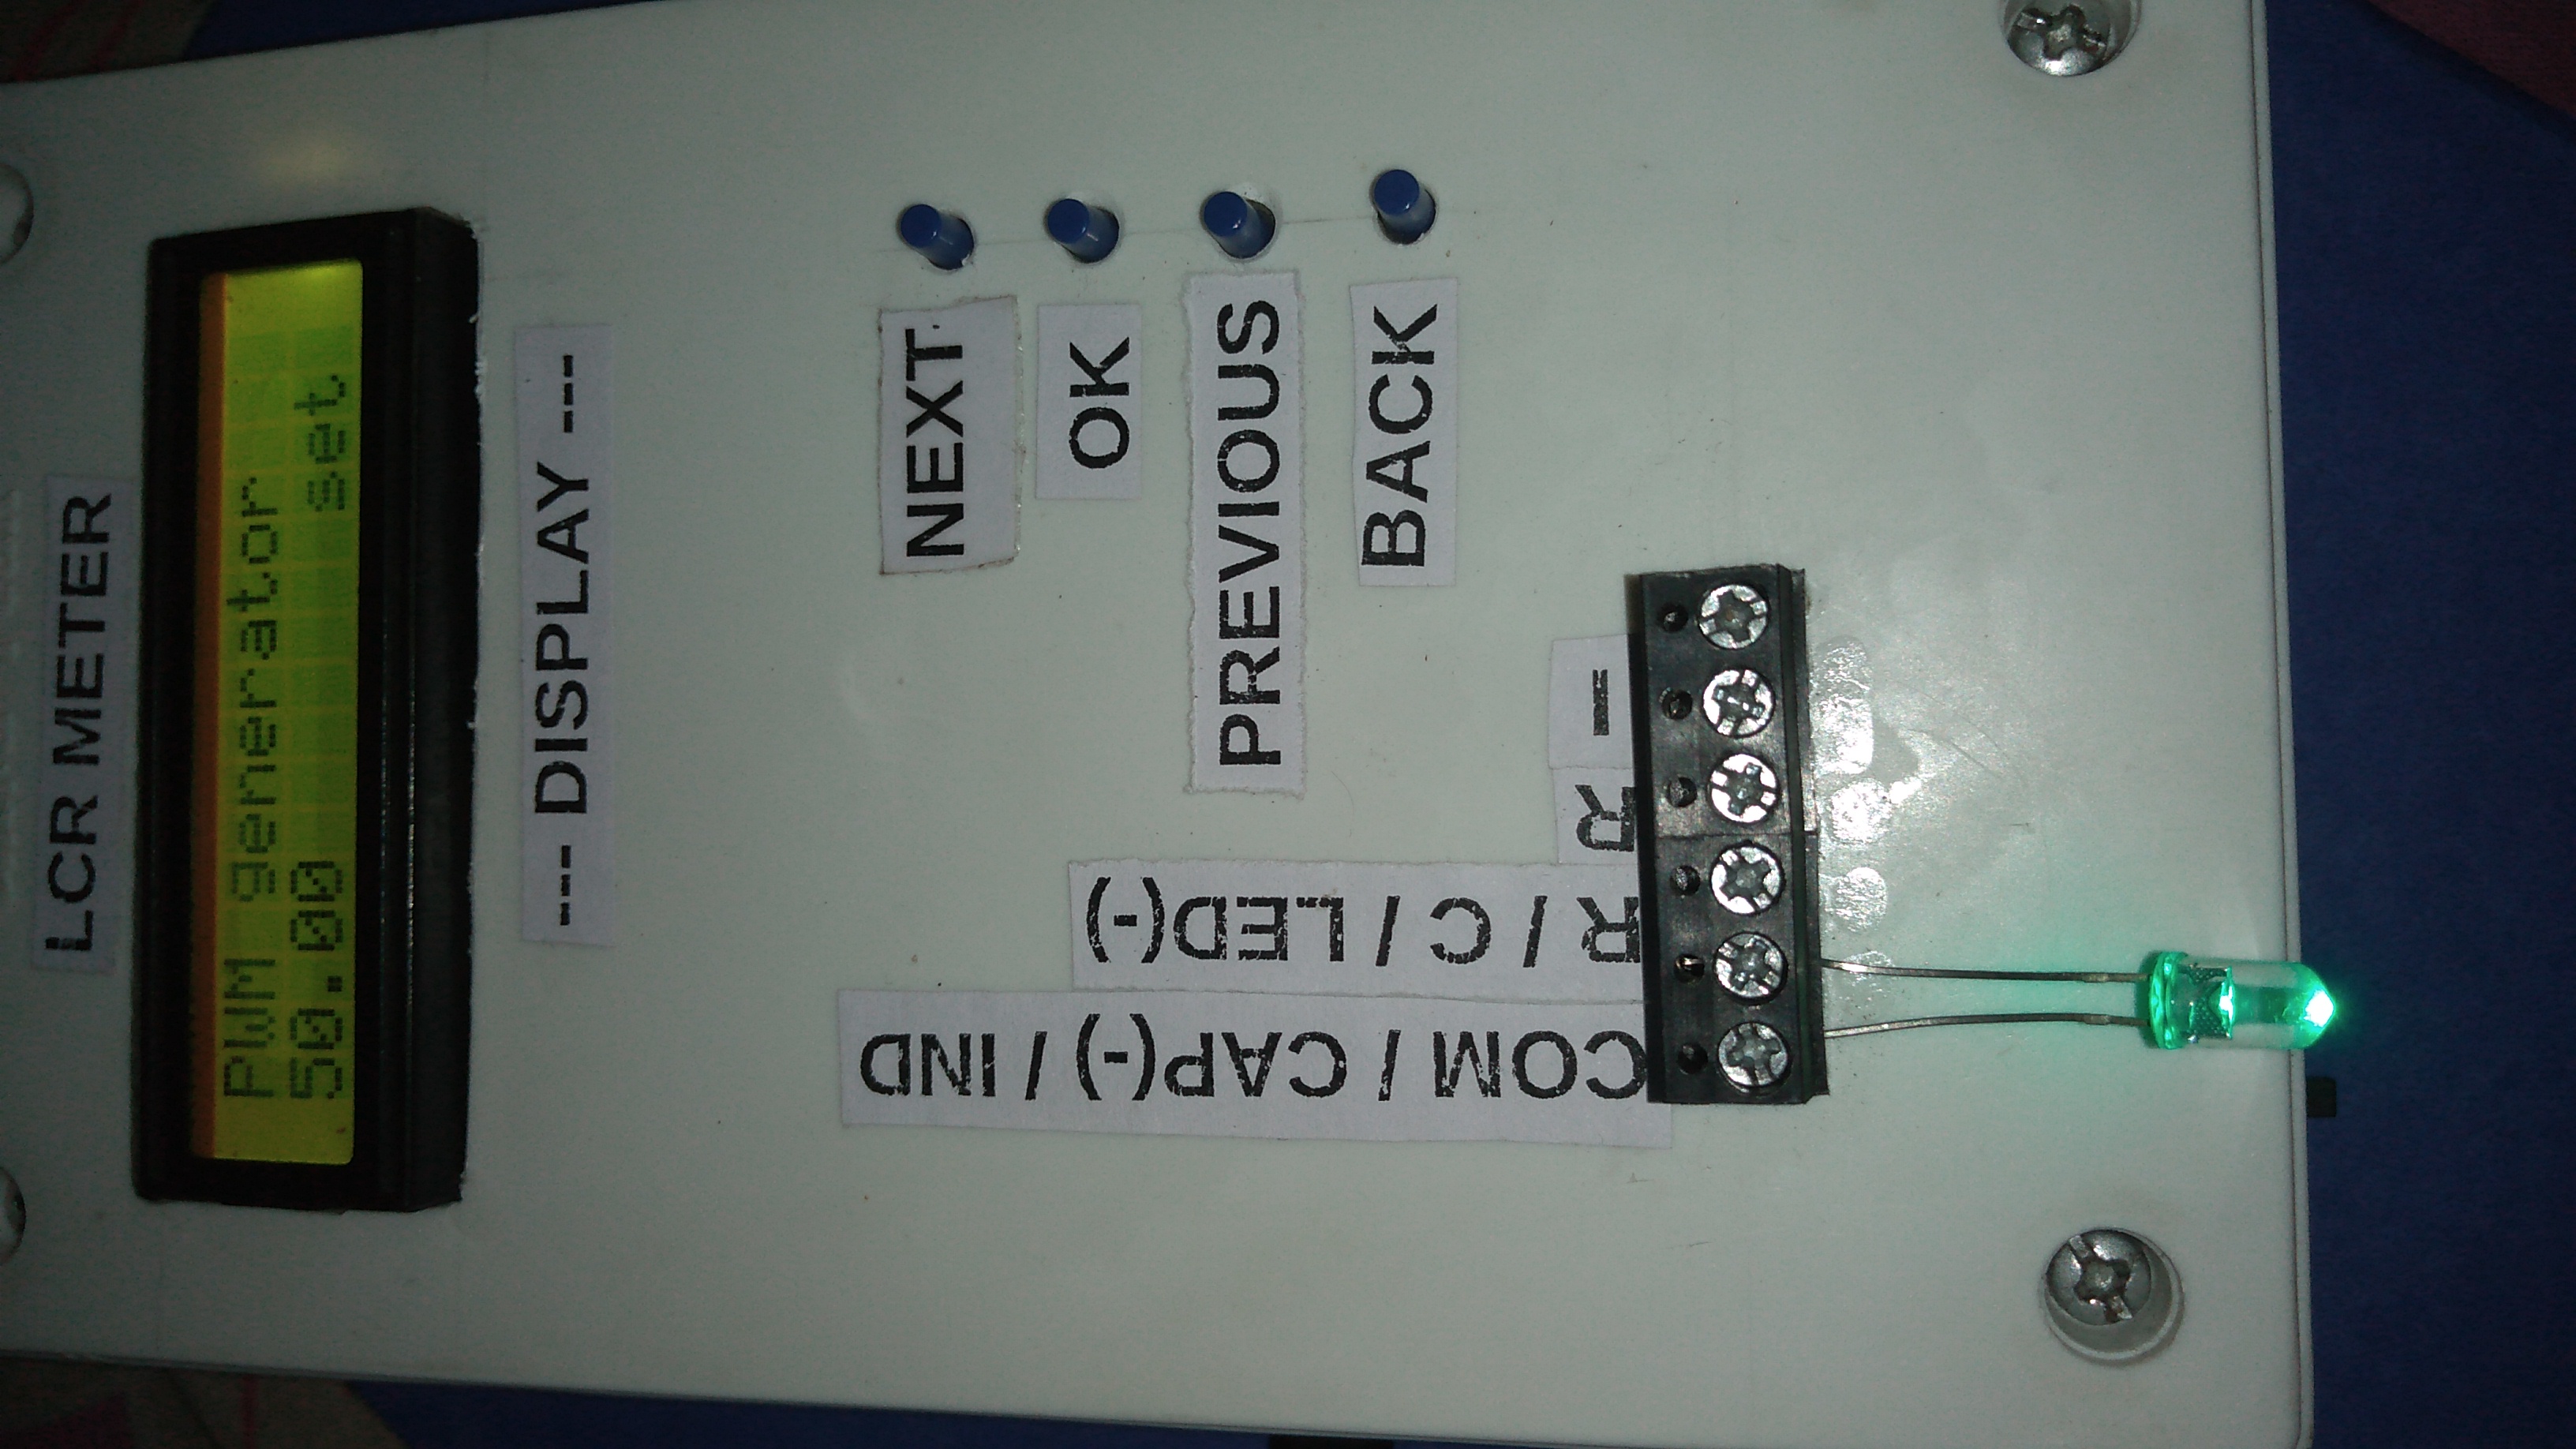 LCR METER
PWM generator
50.00 set
--- DISPLAY ---
NEXT
OK
PREVIOUS
BACK
COM / CAP(-) / IND
R / C / LED(-)
R
I